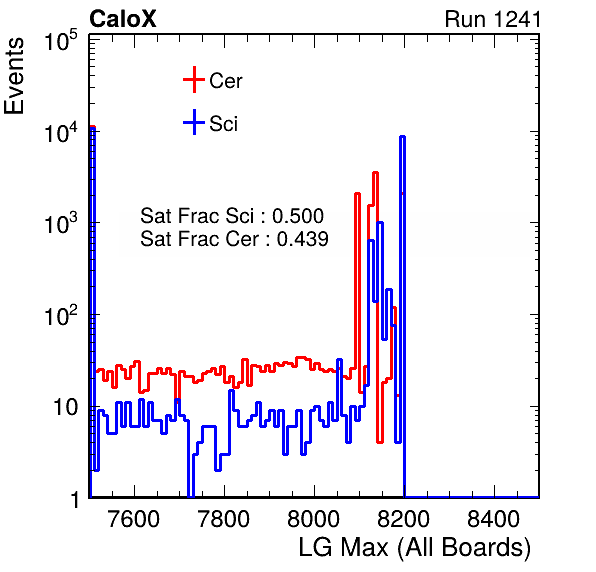 CaloX Run 1241
Events
10^5
10^4
10^3
10^2
10
1
Cer
Sci
Sat Frac Sci : 0.500
Sat Frac Cer : 0.439
7600 7800 8000 8200 8400
LG Max (All Boards)